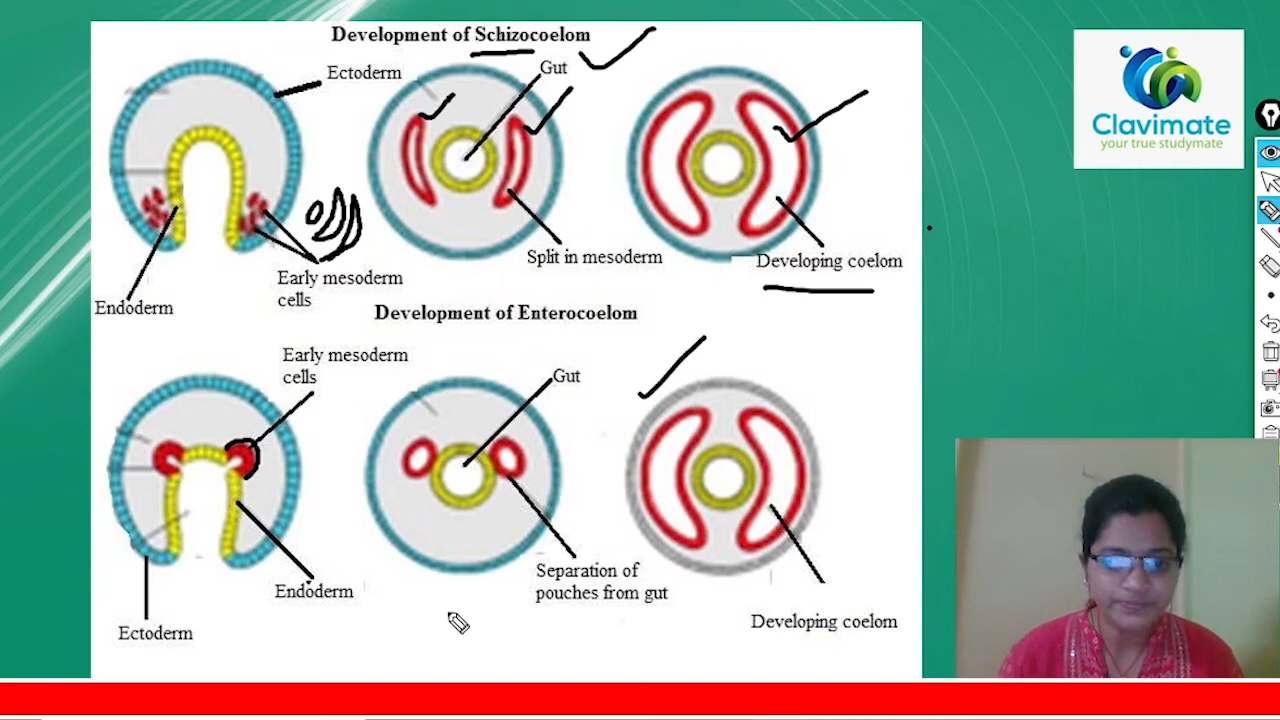 Development of Schizocoelom
Ectoderm
Gut
Split in mesoderm
Developing coelom
Early mesoderm
cells
Endoderm
Development of Enterocoelom
Early mesoderm
cells
Gut
Separation of
pouches from gut
Endoderm
Ectoderm
Developing coelom
Clavimate
your true studymate